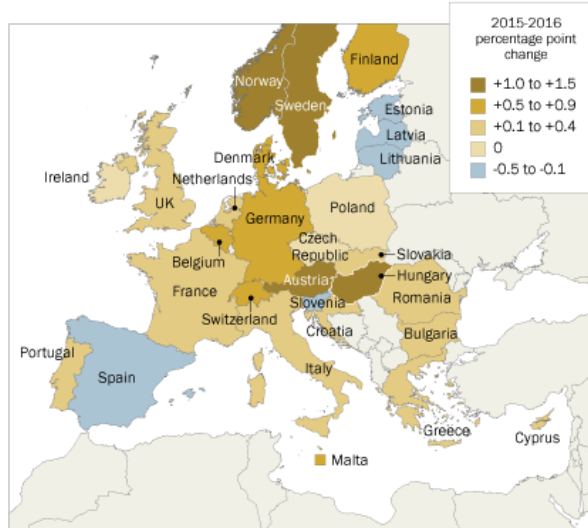 2015-2016
percentage point
change
+1.0 to +1.5
+0.5 to +0.9
+0.1 to +0.4
0
-0.5 to -0.1
Finland
Norway
Sweden
Estonia
Latvia
Lithuania
Denmark
Ireland
Netherlands
UK
Poland
Germany
Czech
Republic
Slovakia
Belgium
Hungary
Austria
France
Slovenia
Romania
Switzerland
Croatia
Bulgaria
Portugal
Italy
Spain
Greece
Cyprus
Malta